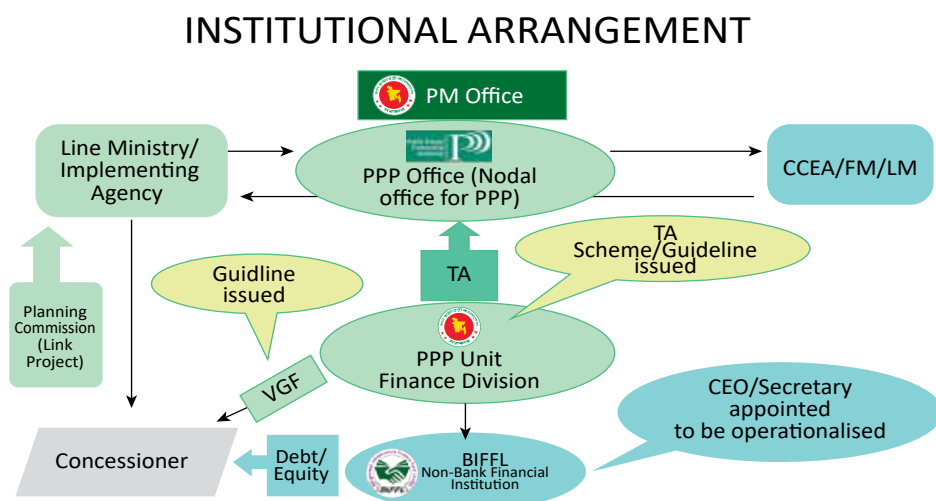 INSTITUTIONAL ARRANGEMENT
PM Office
Line Ministry/
Implementing
Agency
PPP Office (Nodal
office for PPP)
CCEA/FM/LM
TA
Scheme/Guideline
issued
TA
Guidline
issued
Planning
Commission
(Link
Project)
PPP Unit
Finance Division
VGF
CEO/Secretary
appointed
to be operationalised
Concessioner
Debt/
Equity
BIFFL
Non-Bank Financial
Institution
BIFFL